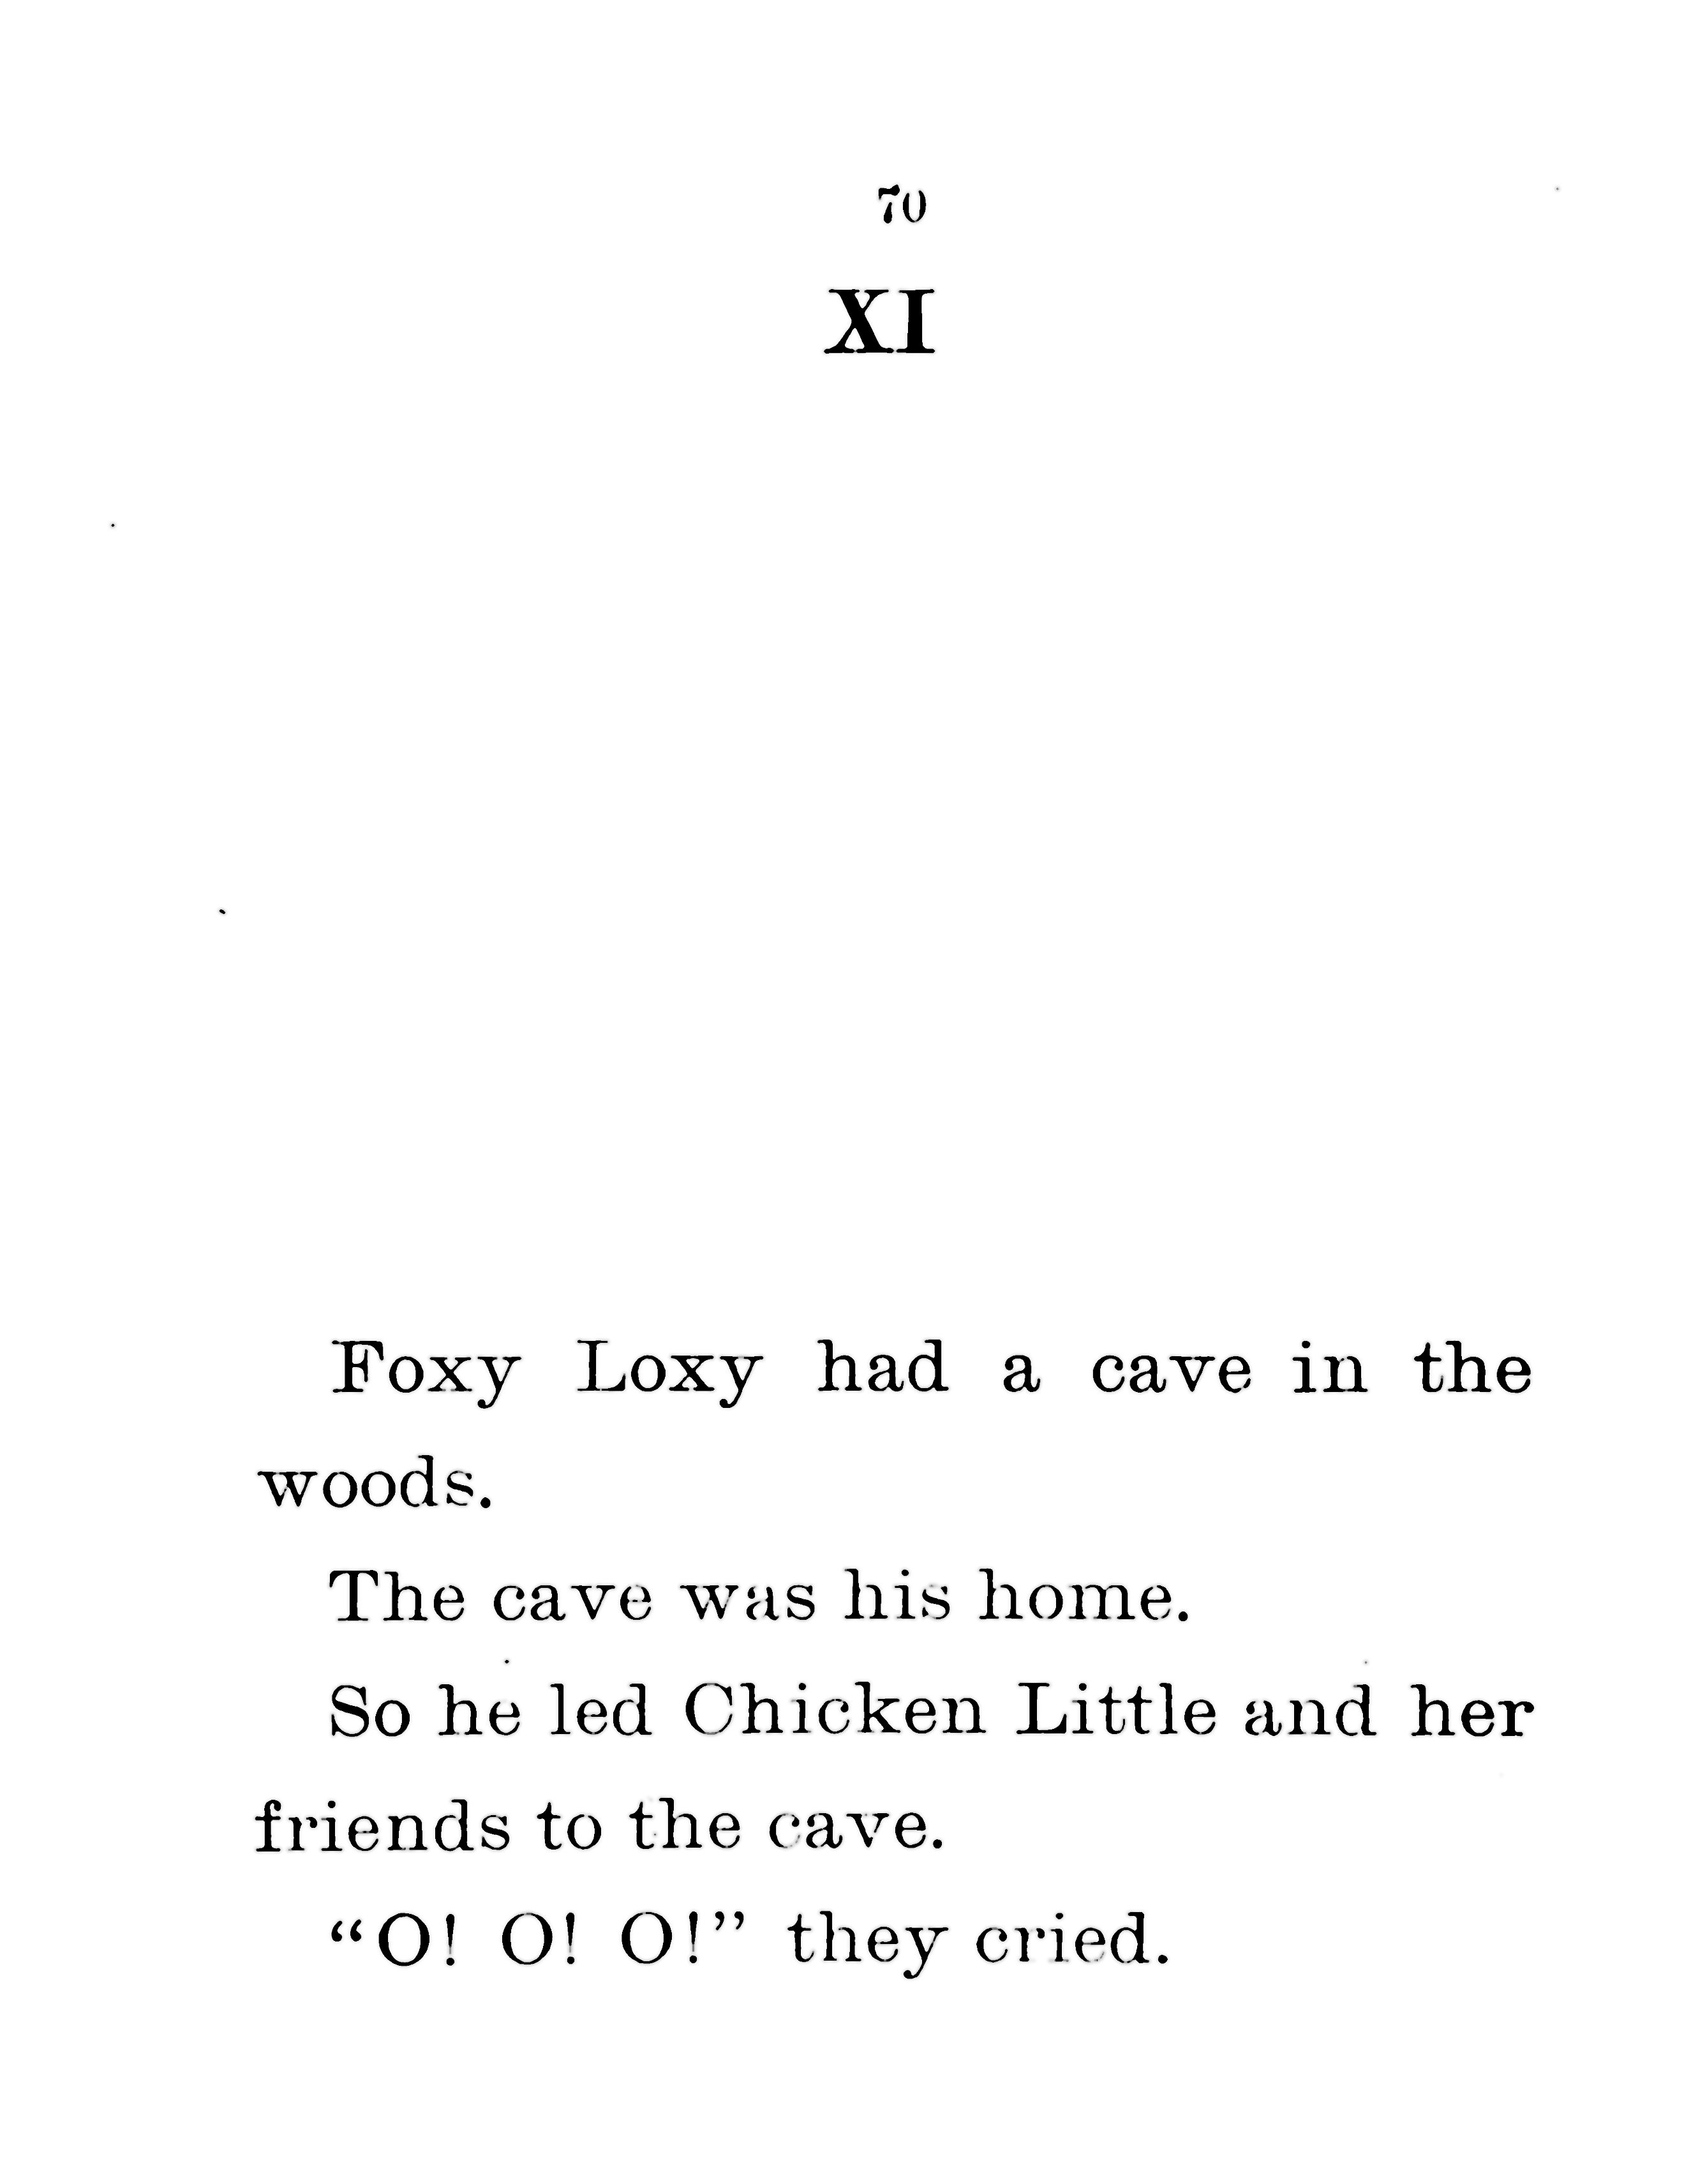 70
XI
Foxy Loxy had a cave in the
woods.
The cave was his home.
So he led Chicken Little and her
friends to the cave.
“O! O! O!” they cried.